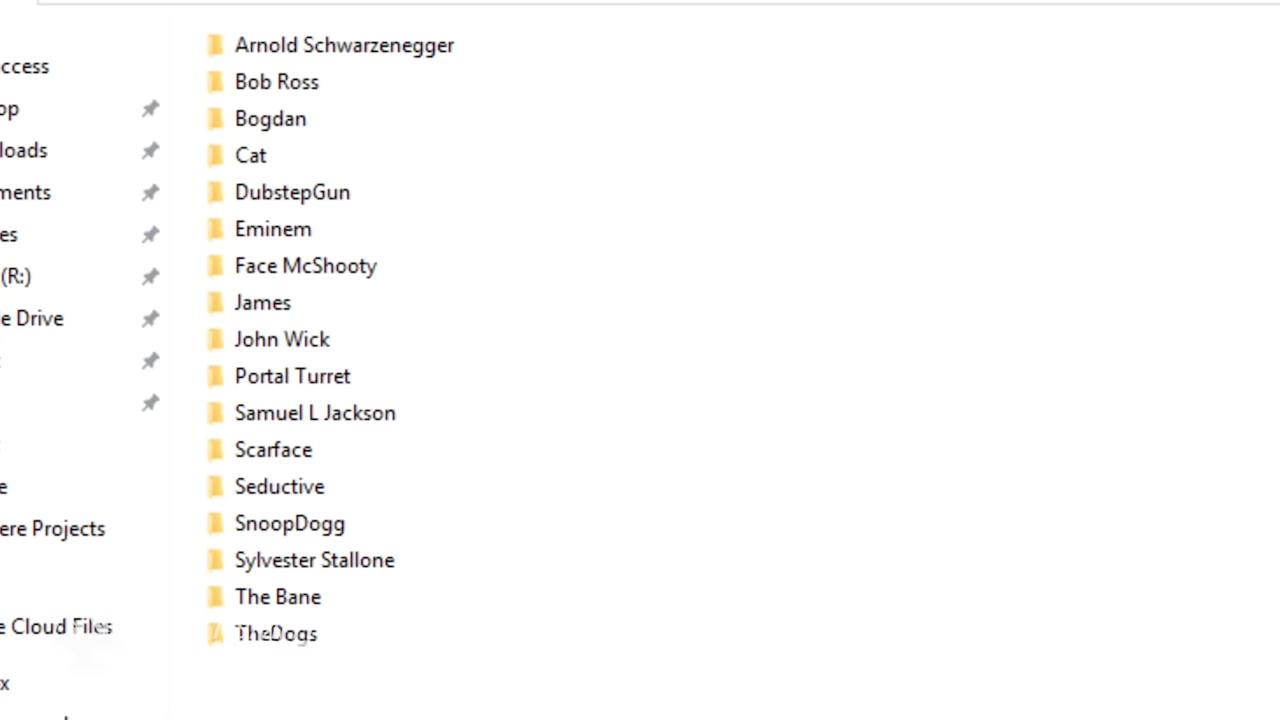 ccess
op
loads
ments
es
(R:)
e Drive
e
ere Projects
e Cloud Files
x
Arnold Schwarzenegger
Bob Ross
Bogdan
Cat
DubstepGun
Eminem
Face McShooty
James
John Wick
Portal Turret
Samuel L Jackson
Scarface
Seductive
SnoopDogg
Sylvester Stallone
The Bane
TheDogs